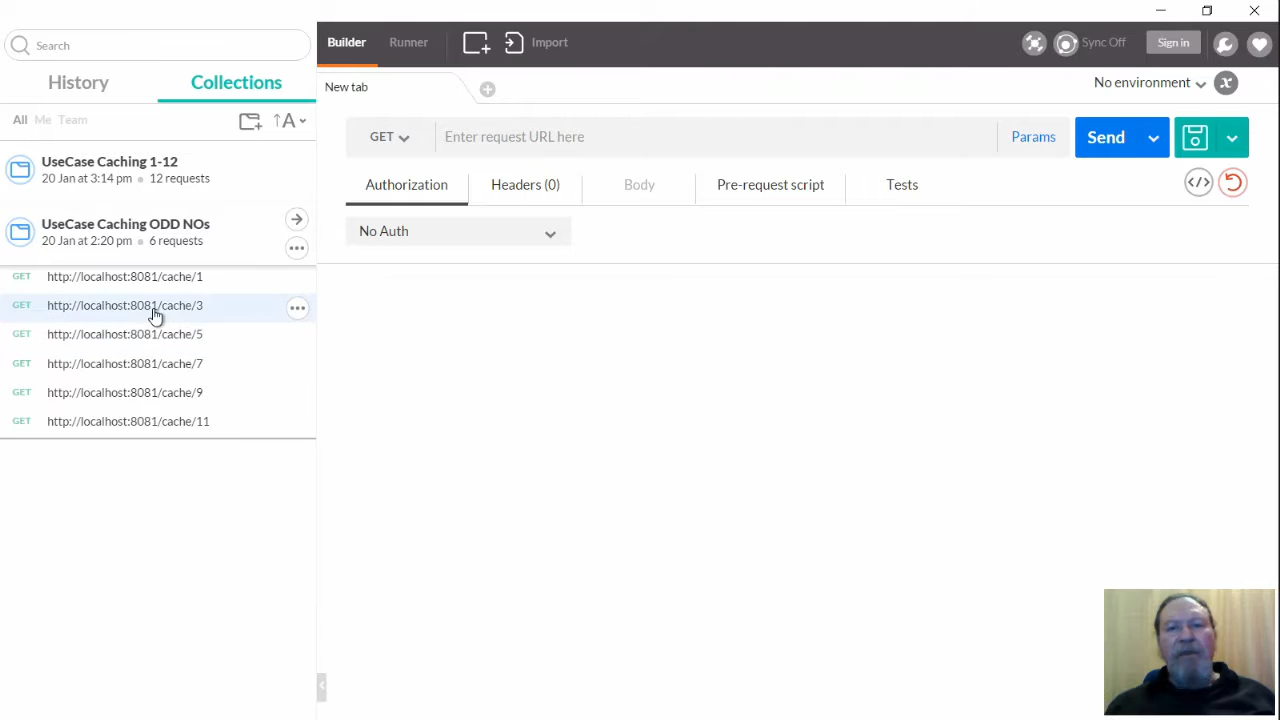 Search
History
Collections
All Me Team
A
UseCase Caching 1-12
20 Jan at 3:14 pm 12 requests
UseCase Caching ODD NOs
20 Jan at 2:20 pm 6 requests
GET http://localhost:8081/cache/1
GET http://localhost:8081/cache/3
GET http://localhost:8081/cache/5
GET http://localhost:8081/cache/7
GET http://localhost:8081/cache/9
GET http://localhost:8081/cache/11
Builder
Runner
Import
Sync Off
Sign in
New tab
No environment
x
GET
Enter request URL here
Params
Send
Authorization
Headers (0)
Body
Pre-request script
Tests
No Auth